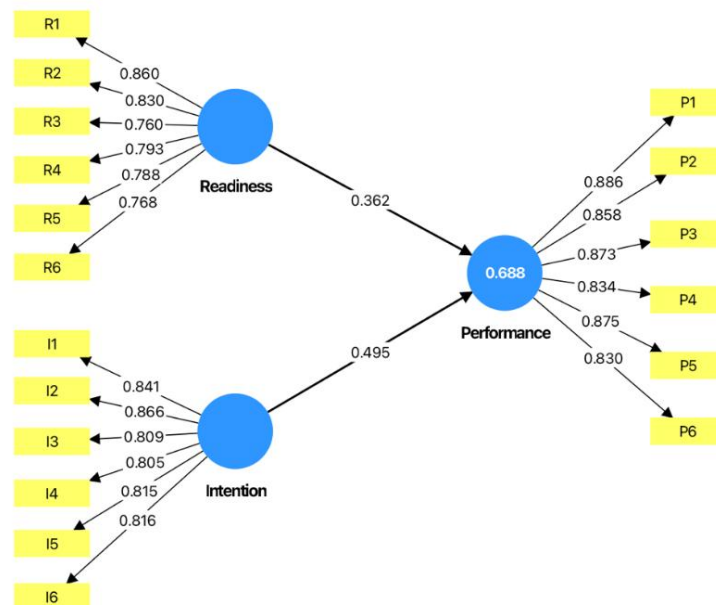 R1
R2
R3
R4
R5
R6
0.860
0.830
0.760
0.793
0.788
0.768
Readiness
0.362
I1
I2
I3
I4
I5
I6
0.841
0.866
0.809
0.805
0.815
0.816
Intention
0.495
0.688
Performance
0.886
0.858
0.873
0.834
0.875
0.830
P1
P2
P3
P4
P5
P6